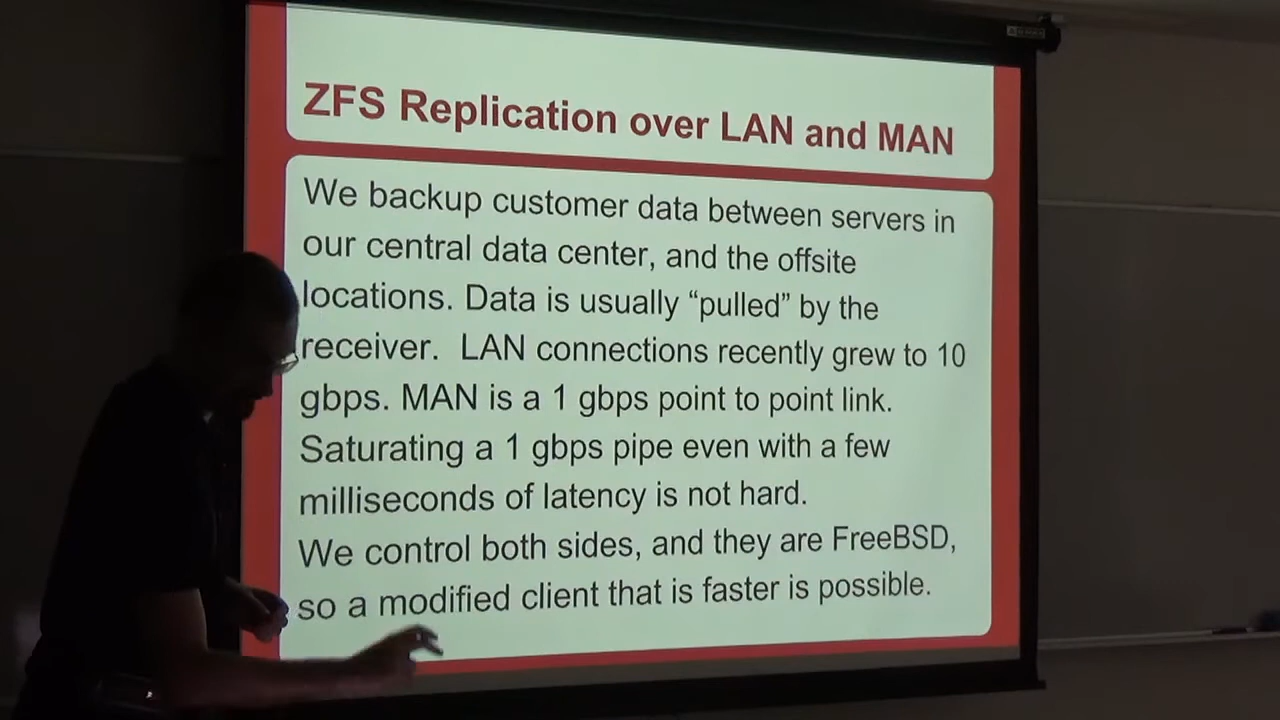 ZFS Replication over LAN and MAN
We backup customer data between servers in
our central data center, and the offsite
locations. Data is usually “pulled” by the
receiver.  LAN connections recently grew to 10
gbps. MAN is a 1 gbps point to point link.
Saturating a 1 gbps pipe even with a few
milliseconds of latency is not hard.
We control both sides, and they are FreeBSD,
so a modified client that is faster is possible.